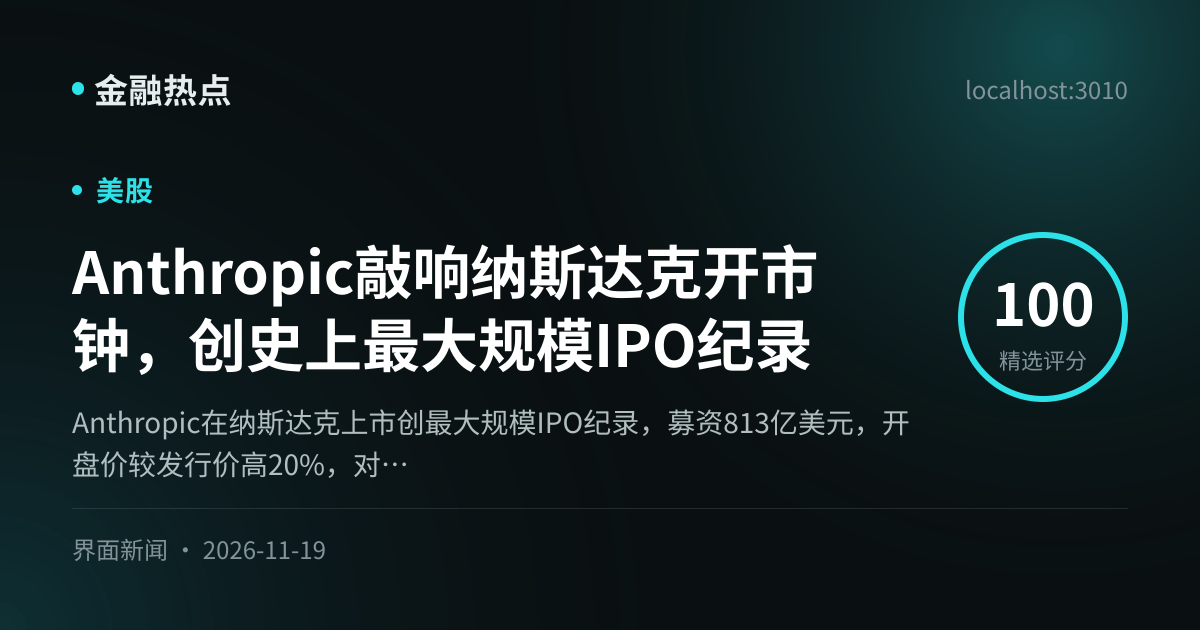 金融热点
localhost:3010
美股
Anthropic敲响纳斯达克开市
钟，创史上最大规模IPO纪录
100
精选评分
Anthropic在纳斯达克上市创最大规模IPO纪录，募资813亿美元，开
盘价较发行价高20%，对…
界面新闻 • 2026-11-19